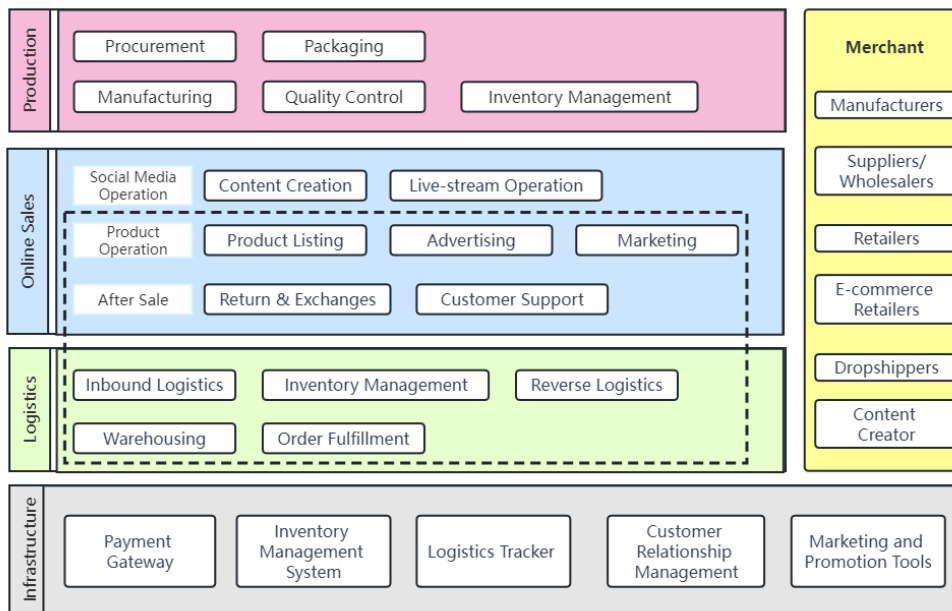 Production
Procurement
Packaging
Manufacturing
Quality Control
Inventory Management
Online Sales
Social Media
Operation
Content Creation
Live-stream Operation
Product
Operation
Product Listing
Advertising
Marketing
After Sale
Return & Exchanges
Customer Support
Logistics
Inbound Logistics
Inventory Management
Reverse Logistics
Warehousing
Order Fulfillment
Merchant
Manufacturers
Suppliers/
Wholesalers
Retailers
E-commerce
Retailers
Dropshippers
Content
Creator
Infrastructure
Payment
Gateway
Inventory
Management
System
Logistics Tracker
Customer
Relationship
Management
Marketing and
Promotion Tools